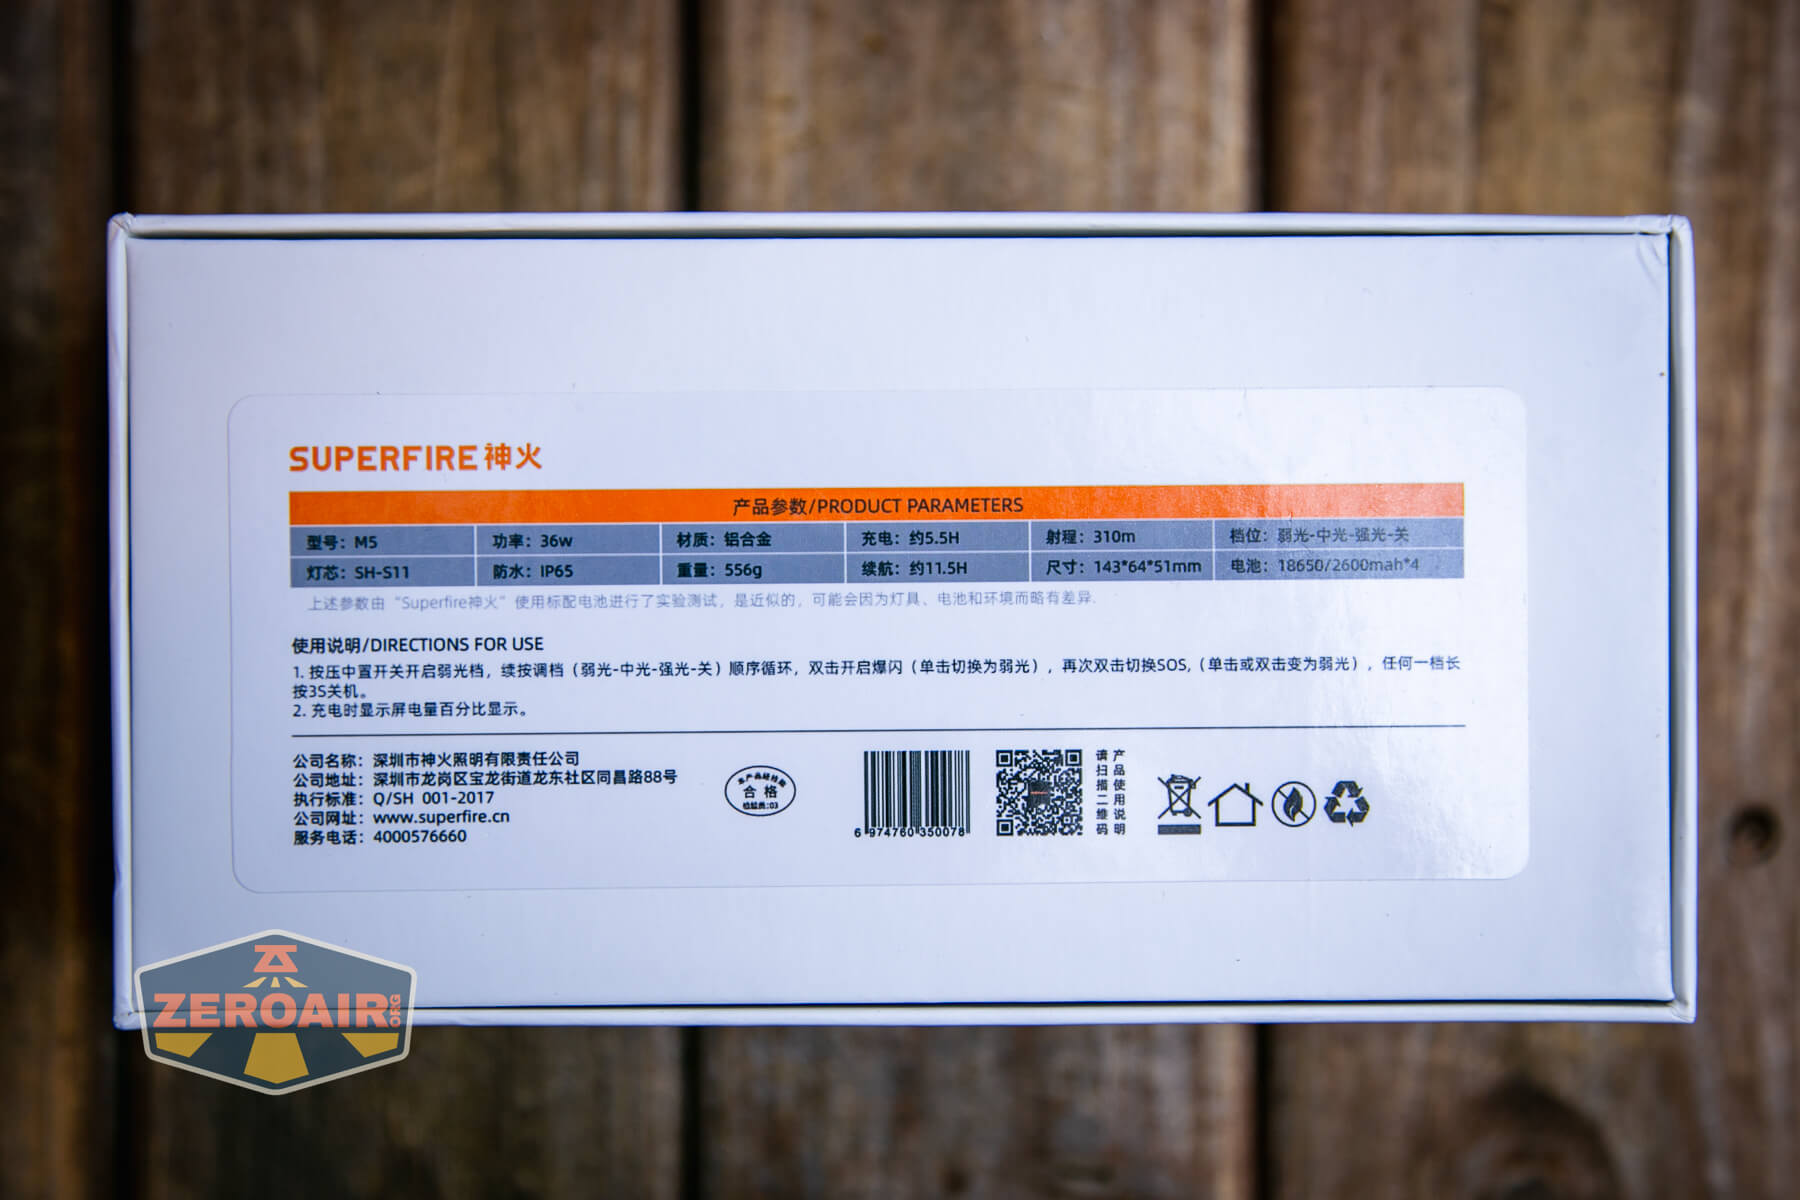 SUPERFIRE 神火
产品参数/PRODUCT PARAMETERS
型号：M5 功率：36w 材质：铝合金 充电：约5.5H 射程：310m 档位：弱光-中光-强光-关
灯芯：SH-S11 防水：IP65 重量：556g 续航：约11.5H 尺寸：143*64*51mm 电池：18650/2600mah*4
上述参数由“Superfire神火”使用标配电池进行了实验测试，是近似的，可能会因为灯具、电池和环境而略有差异.
使用说明/DIRECTIONS FOR USE
1. 按压中置开关开启弱光档，续按调档（弱光-中光-强光-关）顺序循环，双击开启爆闪（单击切换为弱光），再次双击切换SOS,（单击或双击变为弱光），任何一档长
按3S关机。
2. 充电时显示屏电量百分比显示。
公司名称：深圳市神火照明有限责任公司
公司地址：深圳市龙岗区宝龙街道龙东社区同昌路88号
执行标准：Q/SH 001-2017
公司网址：www.superfire.cn
服务电话：4000576660
合格
检验员:03
6 974760 350078
请扫描二维码
产品使用说明
ZEROAIR.ORG